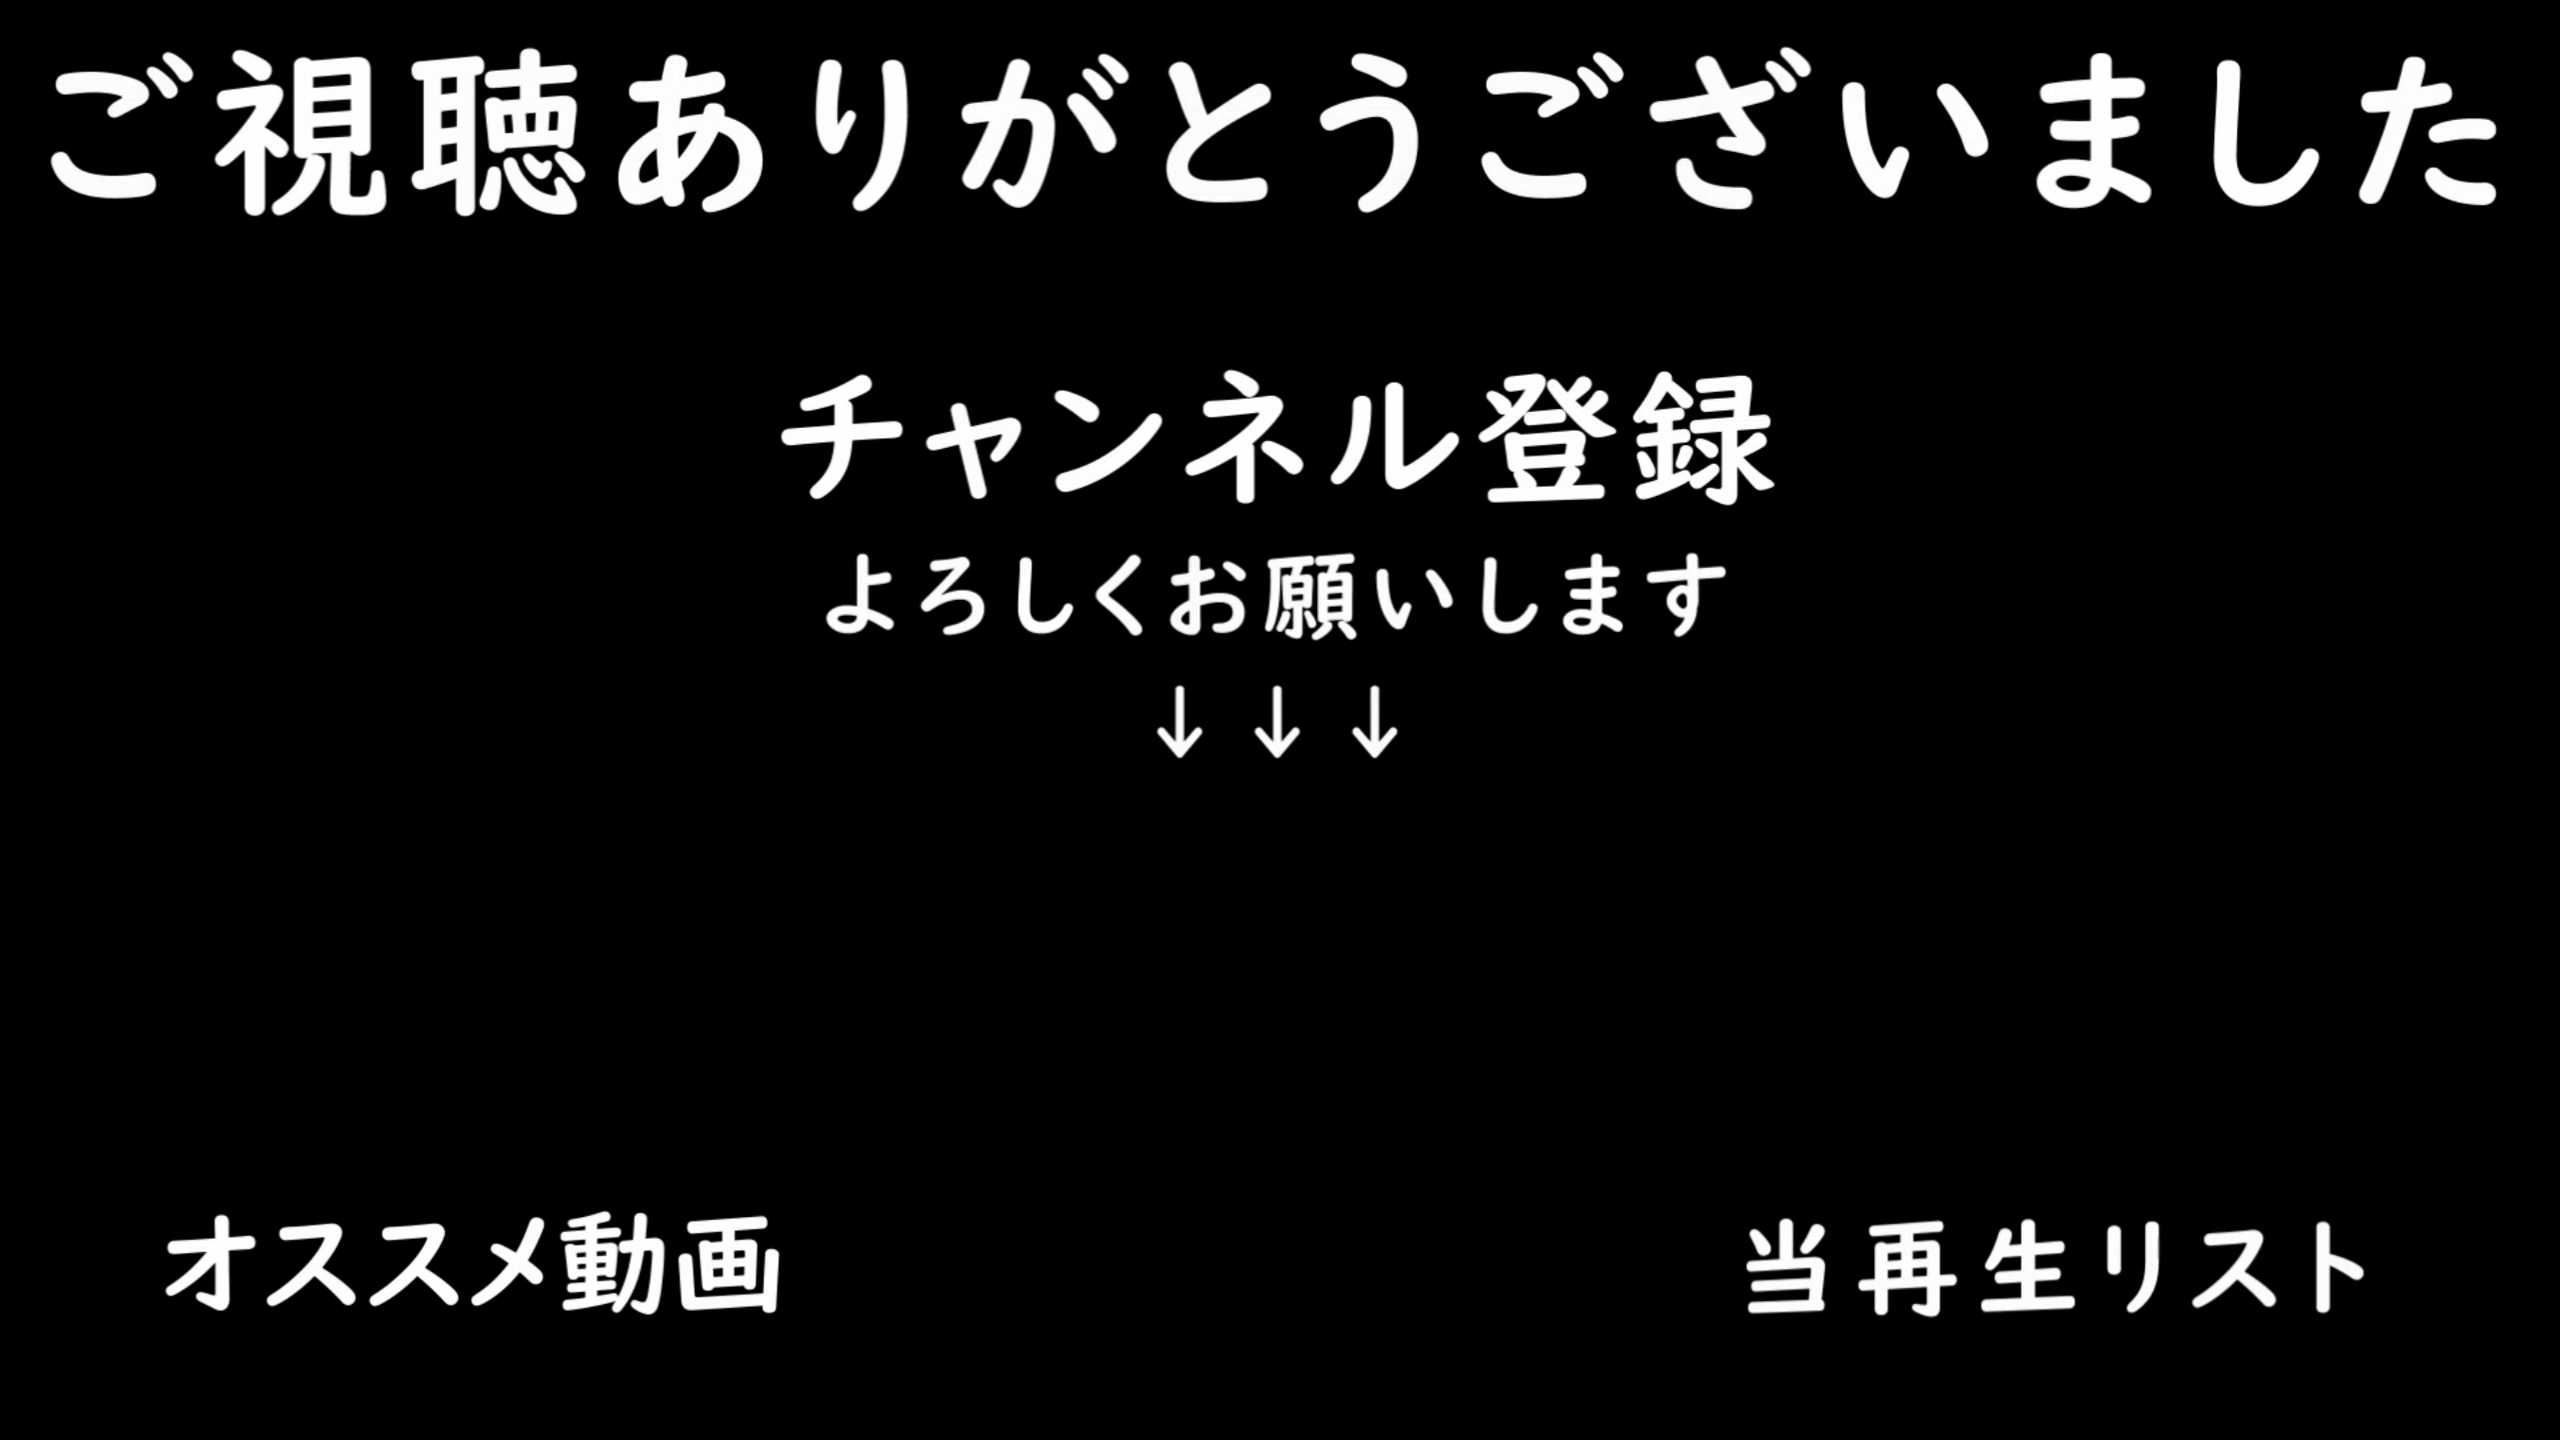 ご視聴ありがとうございました
チャンネル登録
よろしくお願いします
↓ ↓ ↓
オススメ動画
当再生リスト